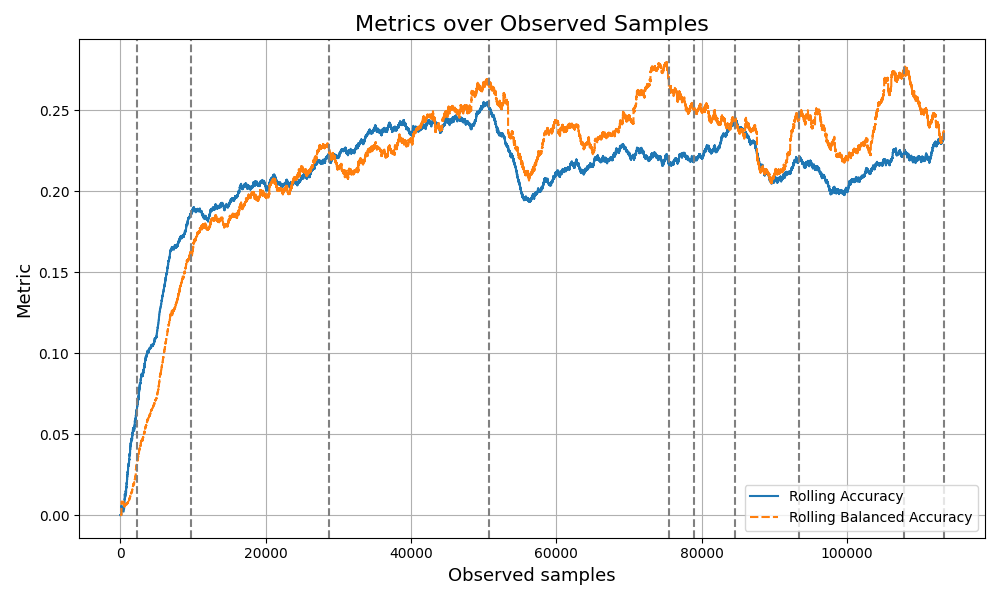 Metrics over Observed Samples
Metric
0.25
0.20
0.15
0.10
0.05
0.00
0
20000
40000
60000
80000
100000
Observed samples
Rolling Accuracy
Rolling Balanced Accuracy